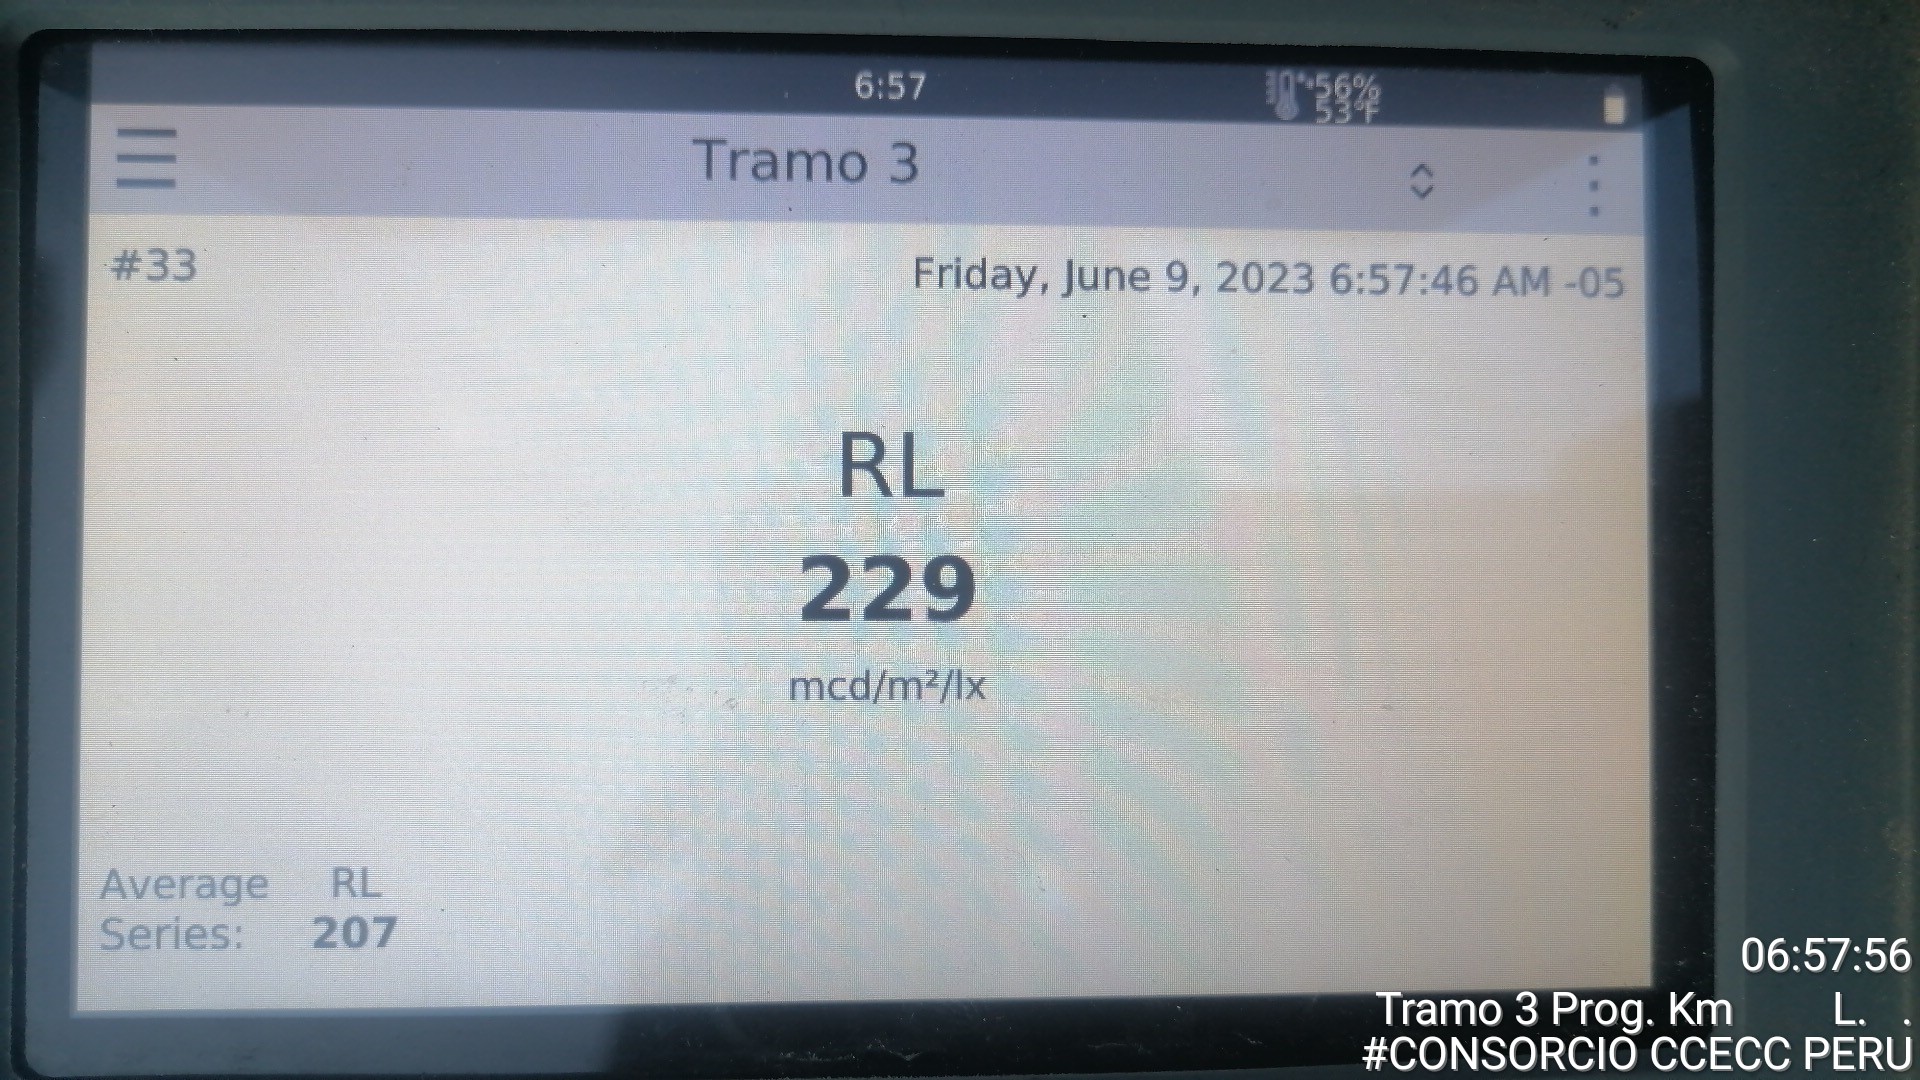 6:57
56%
53°F
Tramo 3
#33
Friday, June 9, 2023 6:57:46 AM -05
RL
229
mcd/m²/lx
Average RL
Series: 207
06:57:56
Tramo 3 Prog. Km L. .
#CONSORCIO CCECC PERU